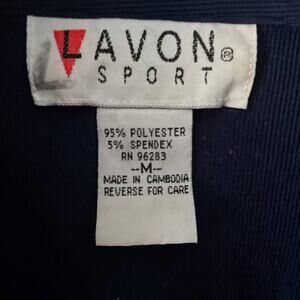 LAVON®
SPORT
95% POLYESTER
5% SPENDEX
RN 96283
--M--
MADE IN CAMBODIA
REVERSE FOR CARE